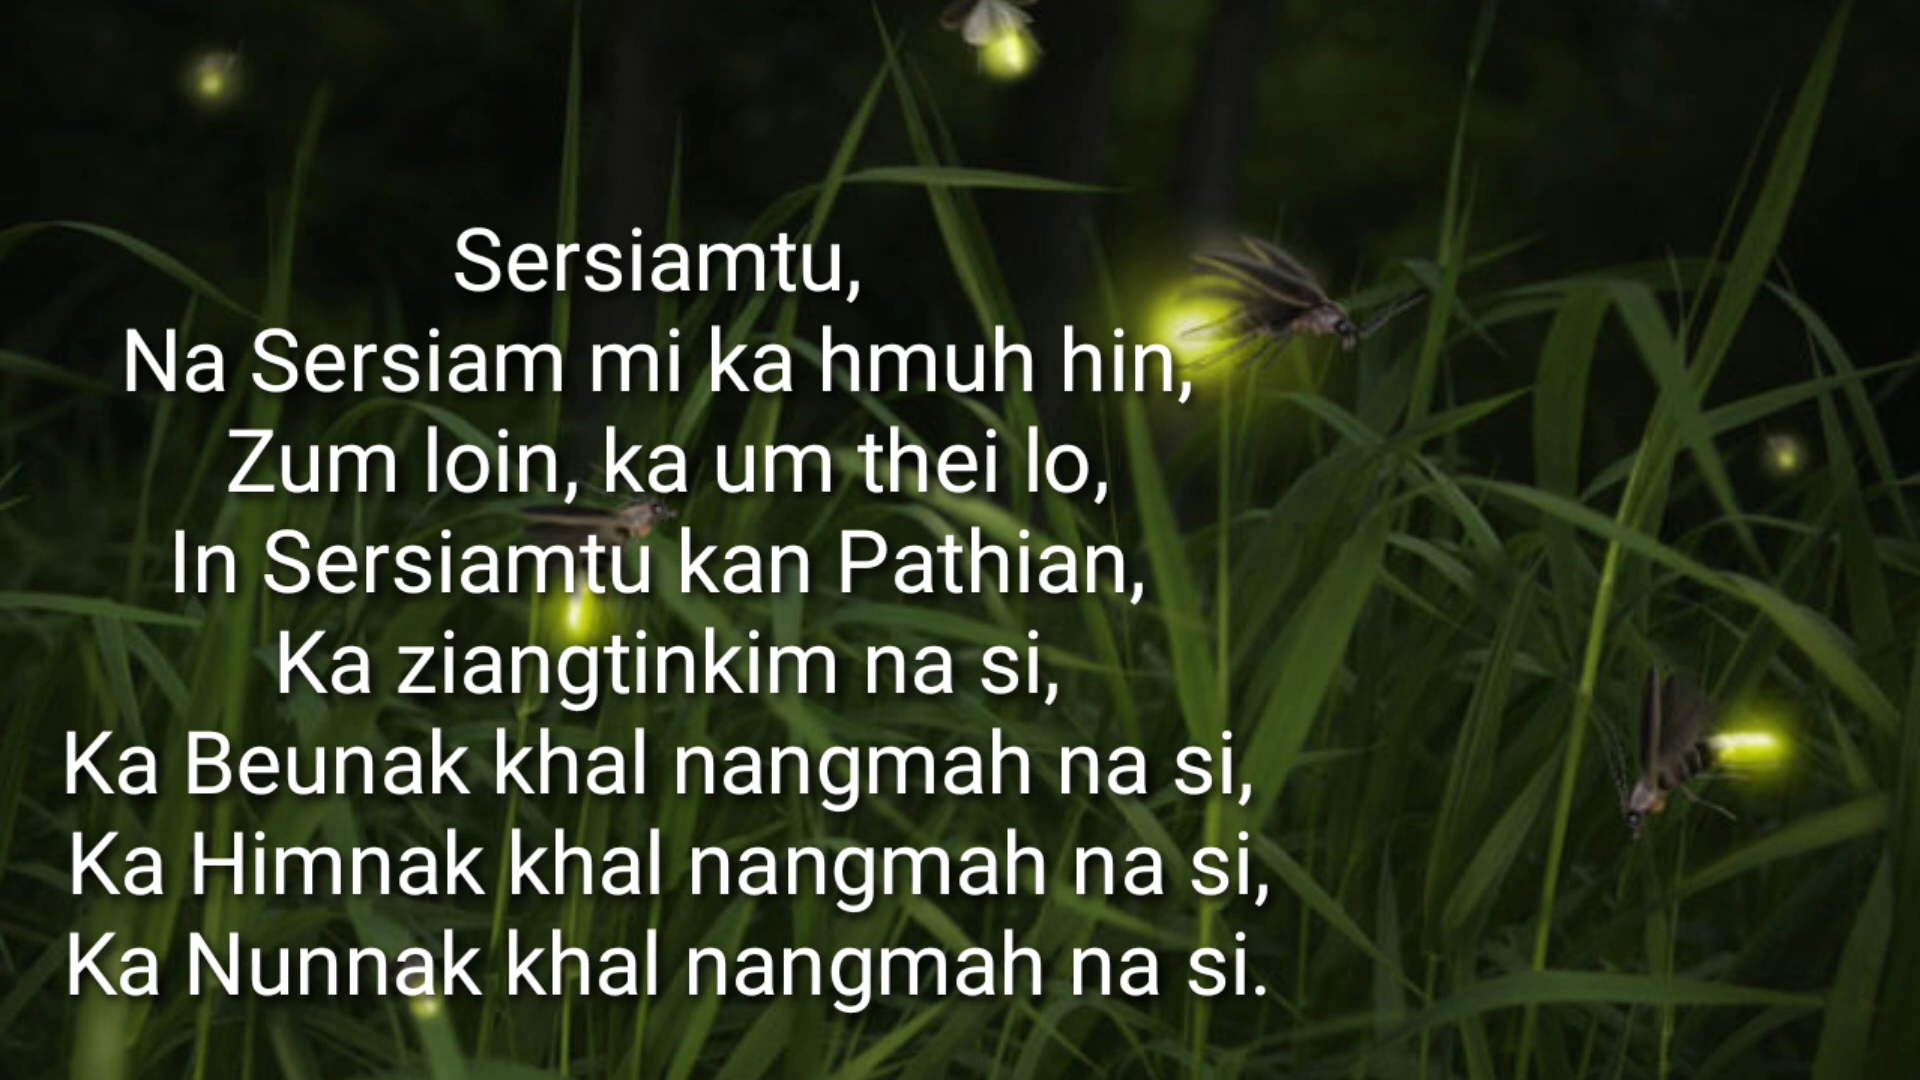 Sersiamtu,
Na Sersiam mi ka hmuh hin,
Zum loin, ka um thei lo,
In Sersiamtu kan Pathian,
Ka ziangtinkim na si,
Ka Beunak khal nangmah na si,
Ka Himnak khal nangmah na si,
Ka Nunnak khal nangmah na si.